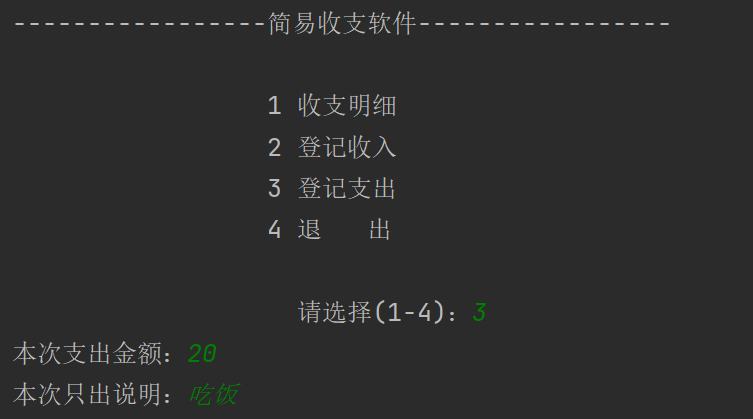 -----------------简易收支软件-----------------
1 收支明细
2 登记收入
3 登记支出
4 退 出
请选择(1-4)：3
本次支出金额：20
本次只出说明：吃饭